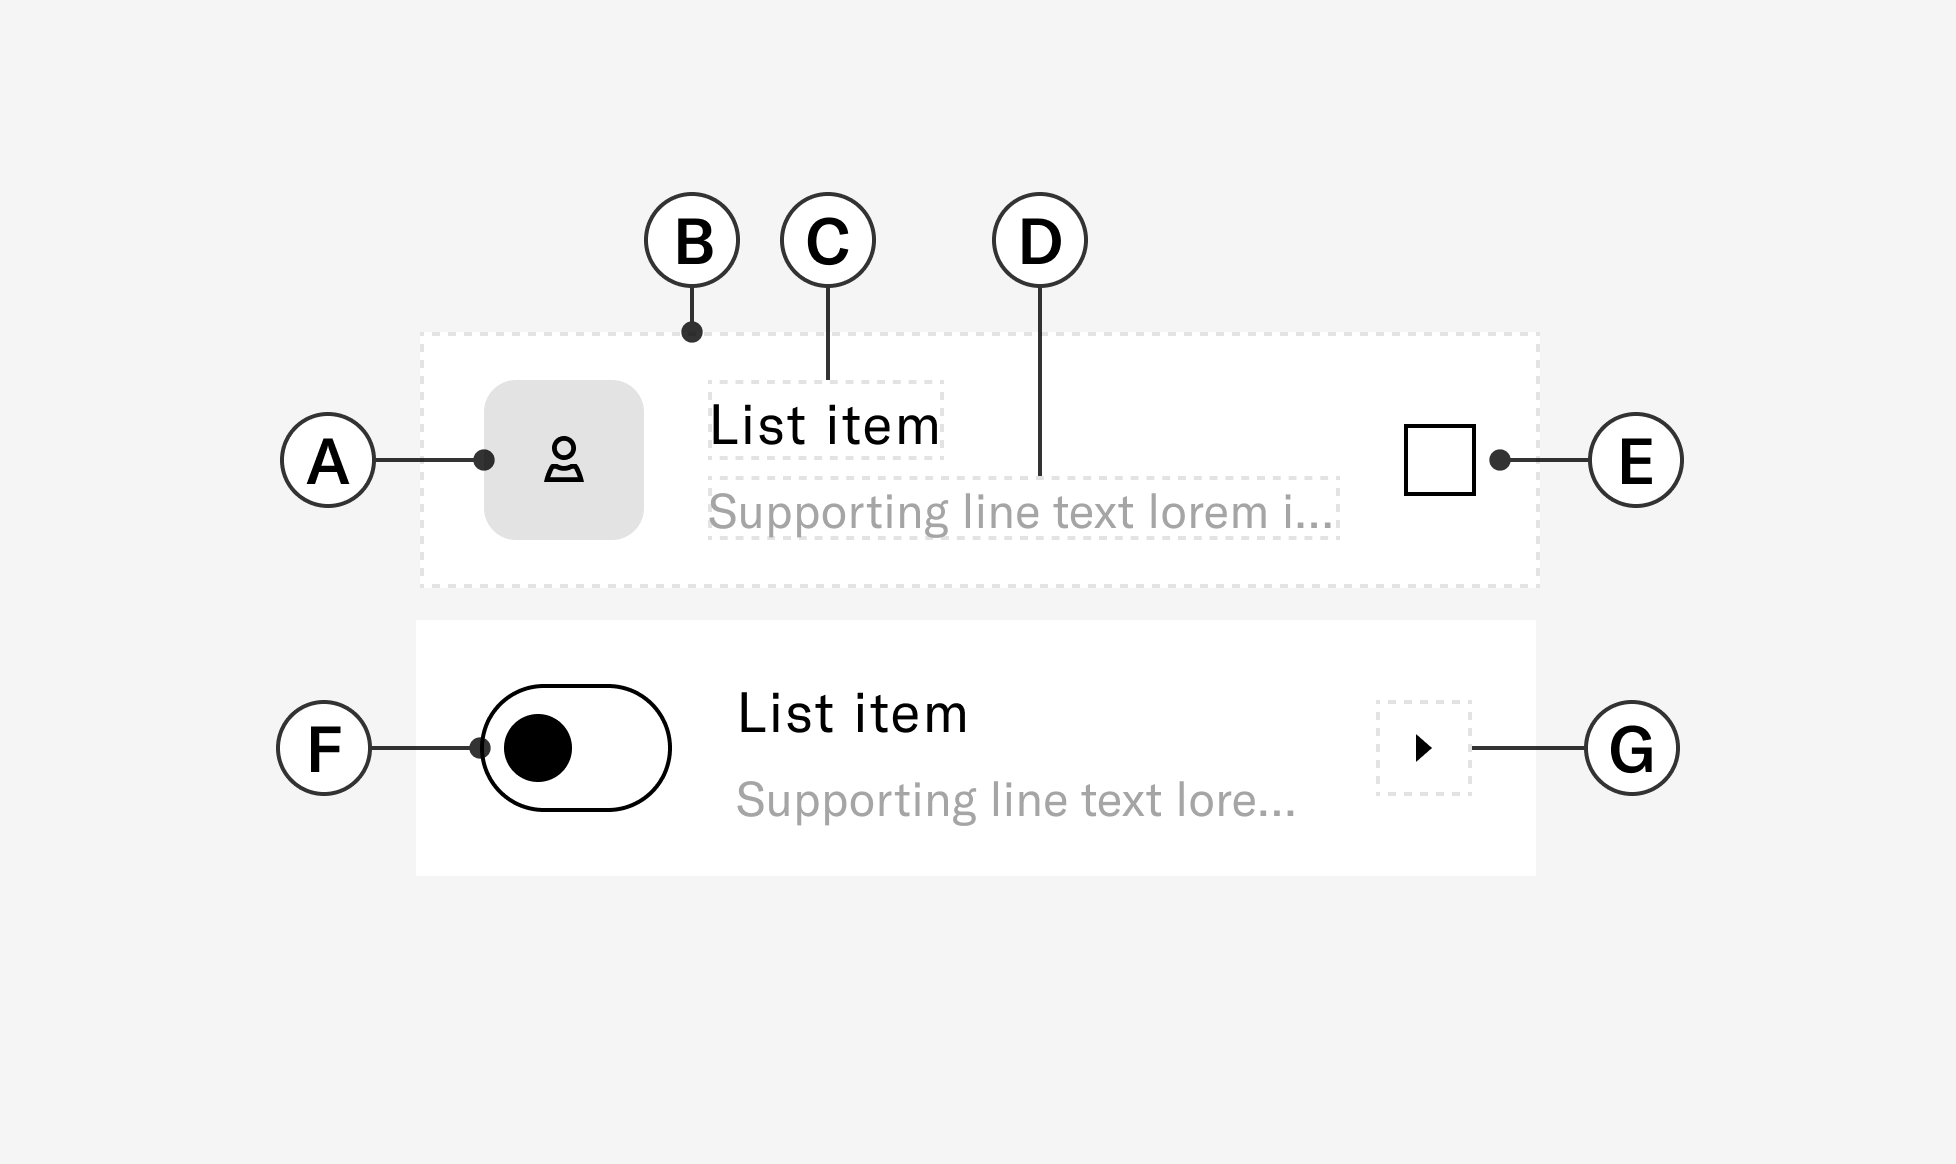 B C D
A
List item
Supporting line text lorem i...
E
F
List item
Supporting line text lore...
G